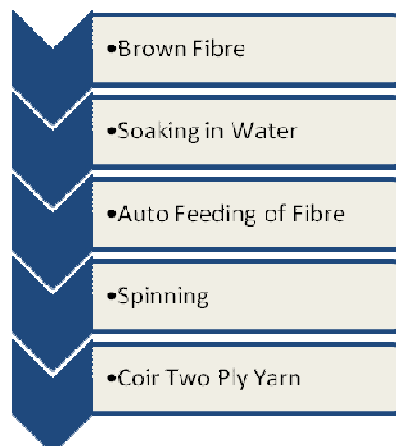 •Brown Fibre
•Soaking in Water
•Auto Feeding of Fibre
•Spinning
•Coir Two Ply Yarn